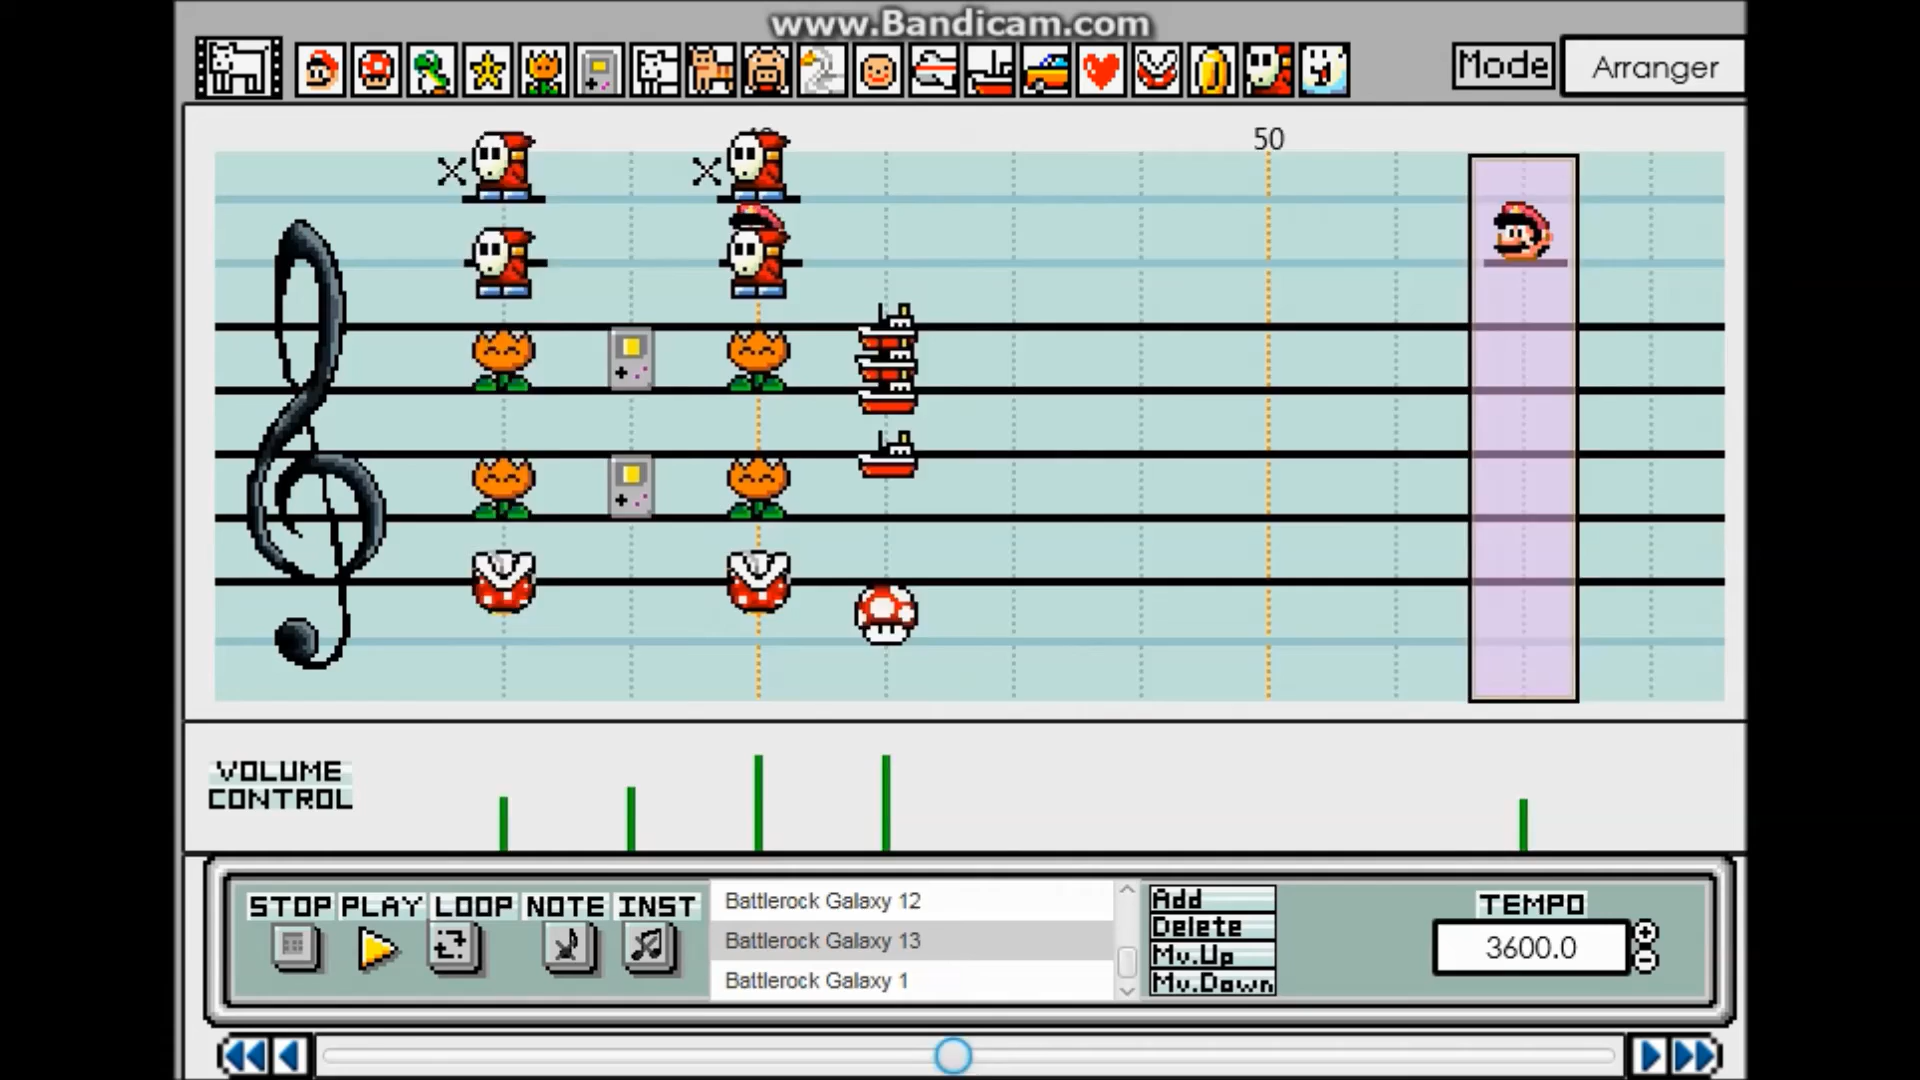 www.Bandicam.com
Mode
Arranger
50
VOLUME
CONTROL
STOP PLAY LOOP NOTE INST
Battlerock Galaxy 12
Battlerock Galaxy 13
Battlerock Galaxy 1
Add
Delete
Mv.Up
Mv.Down
TEMPO
3600.0